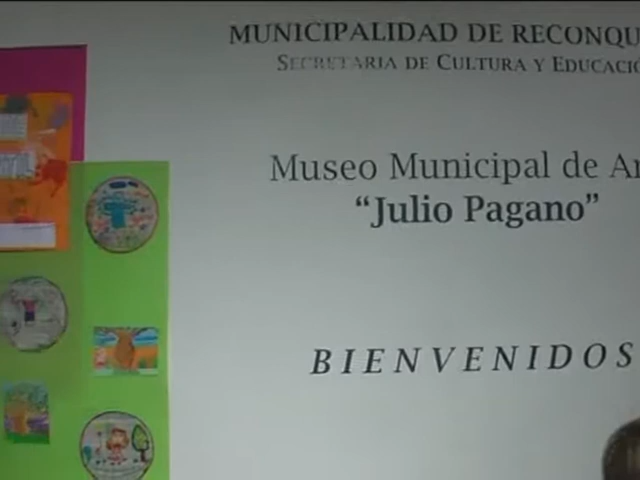 MUNICIPALIDAD DE RECONQU
SECRETARIA DE CULTURA Y EDUCACIÓ
Museo Municipal de Ar
“Julio Pagano”
BIENVENIDOS